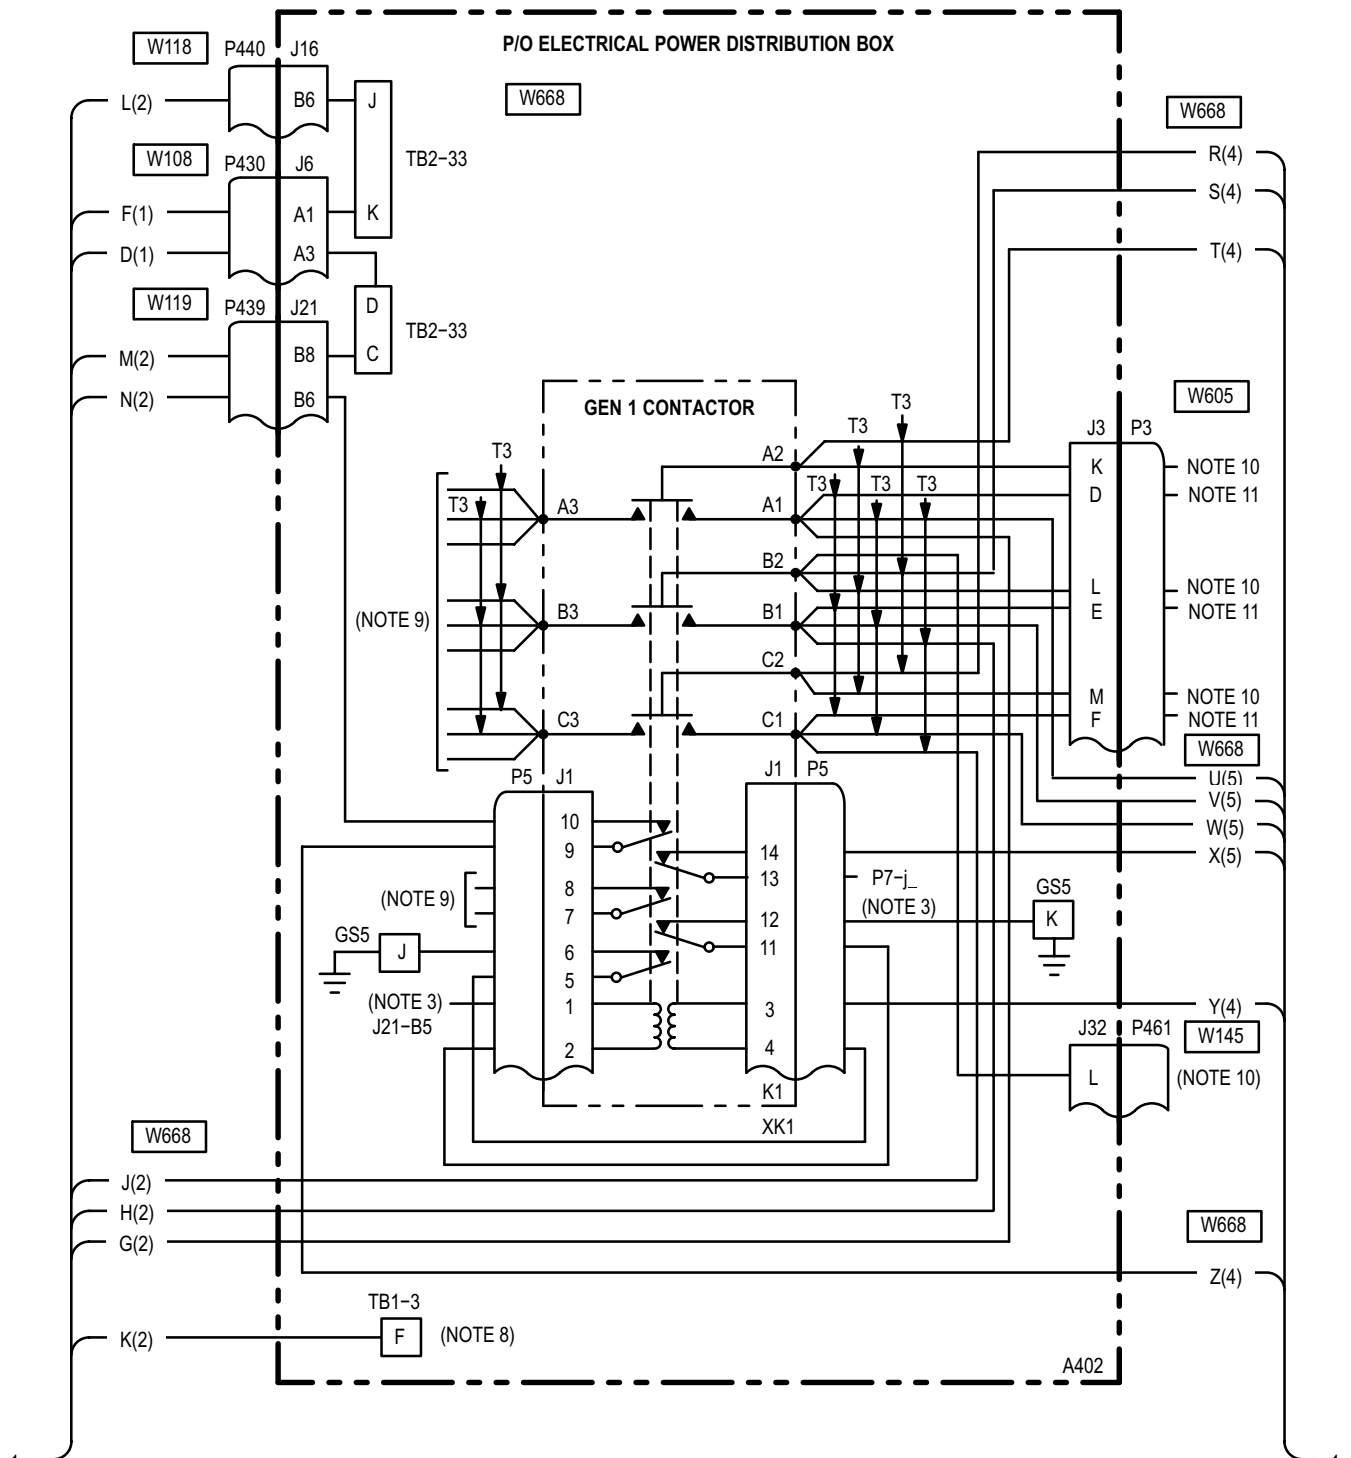 P/O ELECTRICAL POWER DISTRIBUTION BOX
W118 P440 J16
W668
L(2) B6 J
W668
TB2−33
W108 P430 J6
R(4)
F(1) A1 K
S(4)
D(1) A3
T(4)
W119 P439 J21
D
TB2−33
M(2) B8 C
N(2) B6
W605
GEN 1 CONTACTOR
T3
T3
J3 P3
T3
A2
K NOTE 10
T3 T3 T3
D NOTE 11
T3
A3 A1
B2
L NOTE 10
E NOTE 11
(NOTE 9)
B3 B1
C2
M NOTE 10
F NOTE 11
C3 C1
W668
P5 J1
J1 P5
U(5)
V(5)
10
W(5)
9
14
X(5)
13 P7−j_
(NOTE 3)
GS5
K
(NOTE 9)
8
7
12
11
GS5
J
6
5
(NOTE 3)
J21−B5
1
3
Y(4)
2
4
J32 P461
W145
L (NOTE 10)
K1
XK1
W668
J(2)
H(2)
G(2)
W668
Z(4)
TB1−3
K(2) F (NOTE 8)
A402